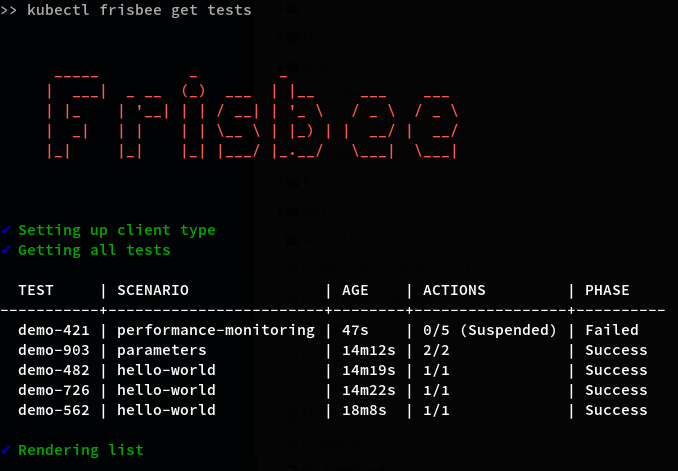 >> kubectl frisbee get tests
Frisbee
✔ Setting up client type
✔ Getting all tests
TEST | SCENARIO | AGE | ACTIONS | PHASE
demo-421 | performance-monitoring | 47s | 0/5 (Suspended) | Failed
demo-903 | parameters | 14m12s | 2/2 | Success
demo-482 | hello-world | 14m19s | 1/1 | Success
demo-726 | hello-world | 14m22s | 1/1 | Success
demo-562 | hello-world | 18m8s | 1/1 | Success
✔ Rendering list